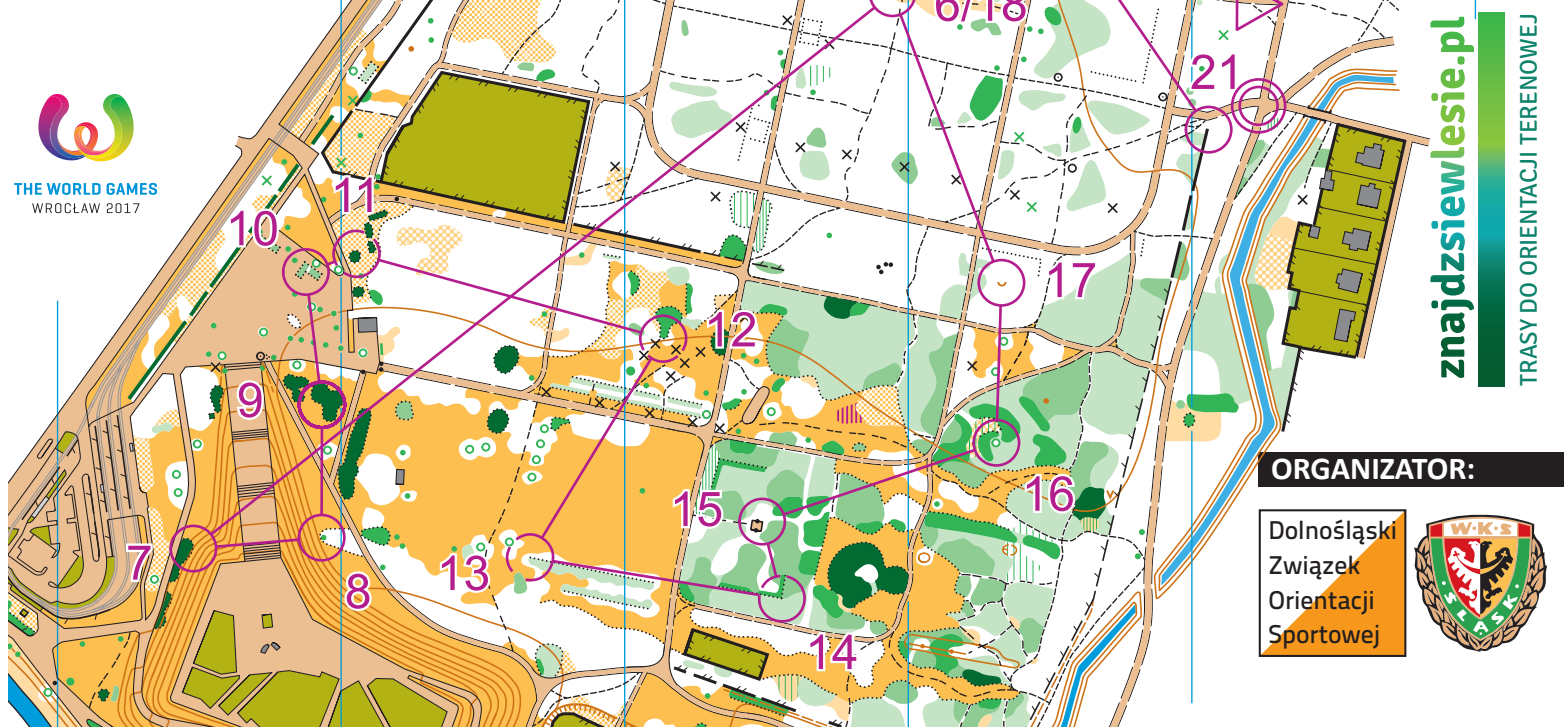 6/18
21
11
10
17
12
9
15
16
7
13
8
14
THE WORLD GAMES
WROCŁAW 2017
znajdzsiewlesie.pl
TRASY DO ORIENTACJI TERENOWEJ
ORGANIZATOR:
Dolnośląski
Związek
Orientacji
Sportowej
W·K·S
ŚLĄSK